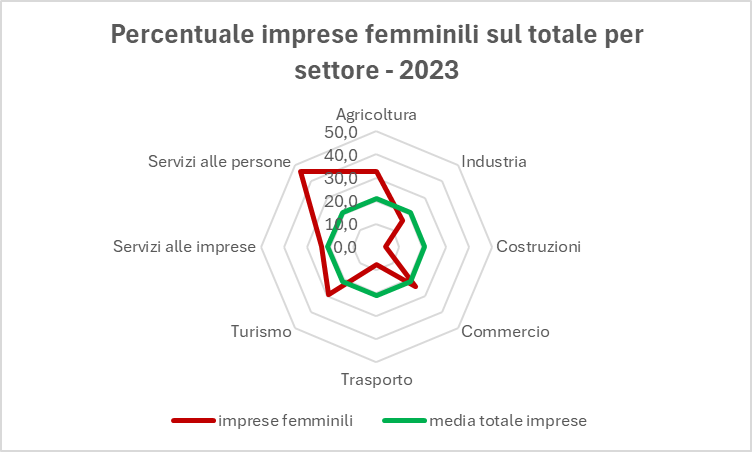 Percentuale imprese femminili sul totale per
settore - 2023
Agricoltura
50,0
40,0
30,0
20,0
10,0
0,0
Servizi alle persone
Industria
Servizi alle imprese
Costruzioni
Turismo
Commercio
Trasporto
imprese femminili
media totale imprese